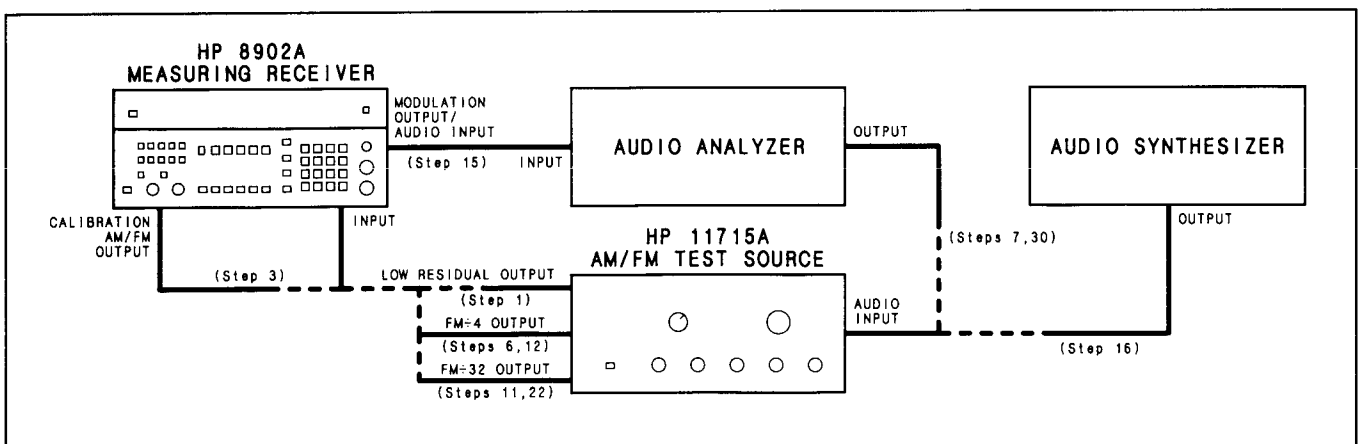 HP 8902A
MEASURING RECEIVER
MODULATION
OUTPUT/
AUDIO INPUT
(Step 15)
INPUT
AUDIO ANALYZER
OUTPUT
AUDIO SYNTHESIZER
CALIBRATION
AM/FM
OUTPUT
INPUT
OUTPUT
(Step 3)
HP 11715A
AM/FM TEST SOURCE
(Steps 7,30)
LOW RESIDUAL OUTPUT
(Step 1)
FM÷4 OUTPUT
(Steps 6,12)
FM÷32 OUTPUT
(Steps 11,22)
AUDIO
INPUT
(Step 16)